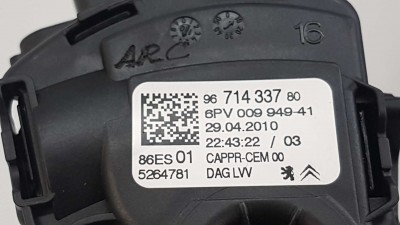 ARC
16
96 714 337 80
6PV 009 949-41
29.04.2010
22:43:22 / 03
86ES 01 CAPPR-CEM 00
5264781 DAG LVV